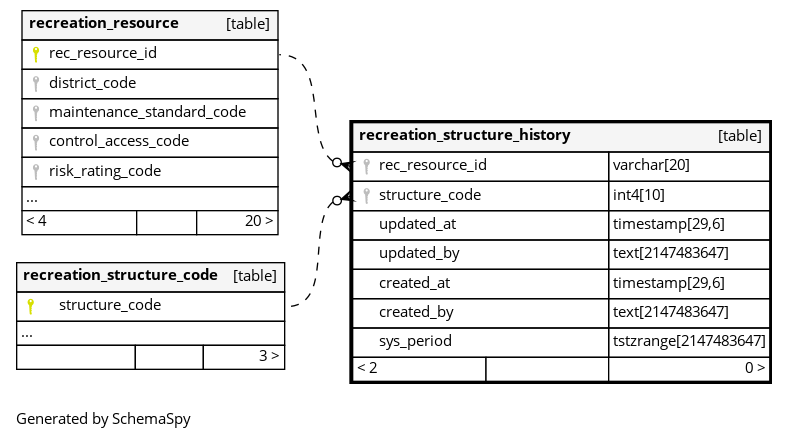 recreation_resource [table]
rec_resource_id
district_code
maintenance_standard_code
control_access_code
risk_rating_code
...
< 4 20 >
recreation_structure_history [table]
rec_resource_id varchar[20]
structure_code int4[10]
updated_at timestamp[29,6]
updated_by text[2147483647]
created_at timestamp[29,6]
created_by text[2147483647]
sys_period tstzrange[2147483647]
< 2 0 >
recreation_structure_code [table]
structure_code
...
3 >
Generated by SchemaSpy